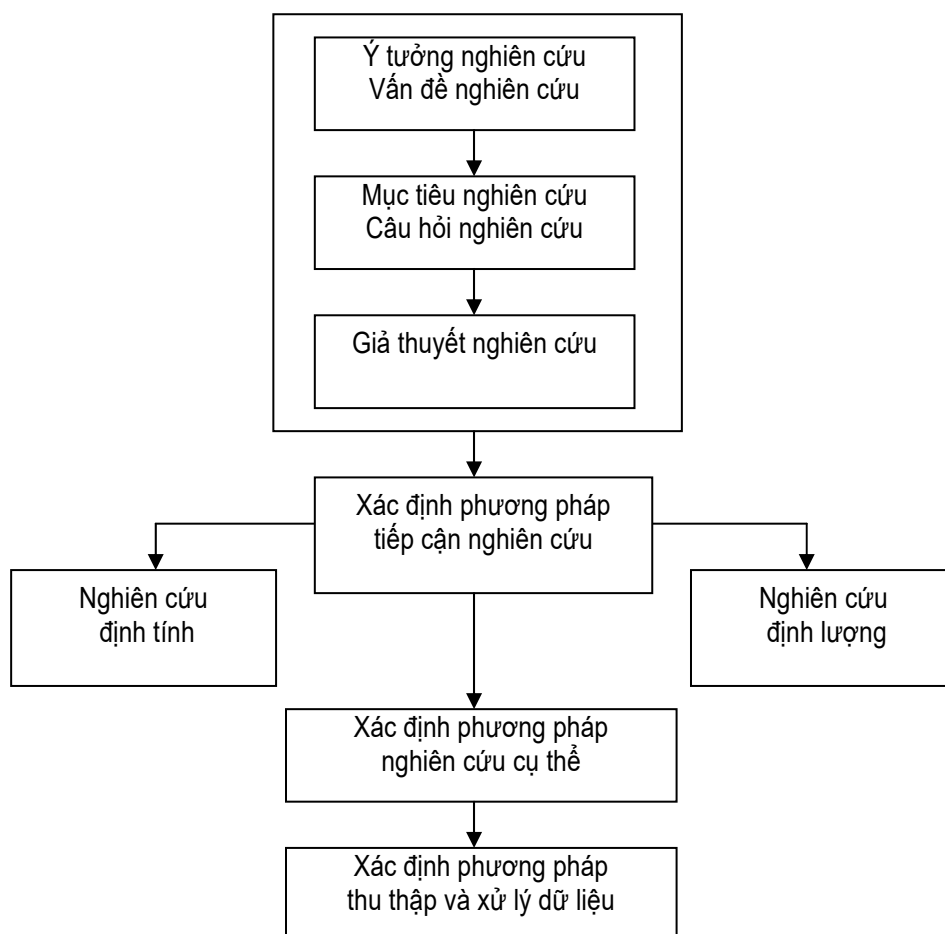 Ý tưởng nghiên cứu
Vấn đề nghiên cứu
Mục tiêu nghiên cứu
Câu hỏi nghiên cứu
Giả thuyết nghiên cứu
Xác định phương pháp
tiếp cận nghiên cứu
Nghiên cứu
định tính
Nghiên cứu
định lượng
Xác định phương pháp
nghiên cứu cụ thể
Xác định phương pháp
thu thập và xử lý dữ liệu